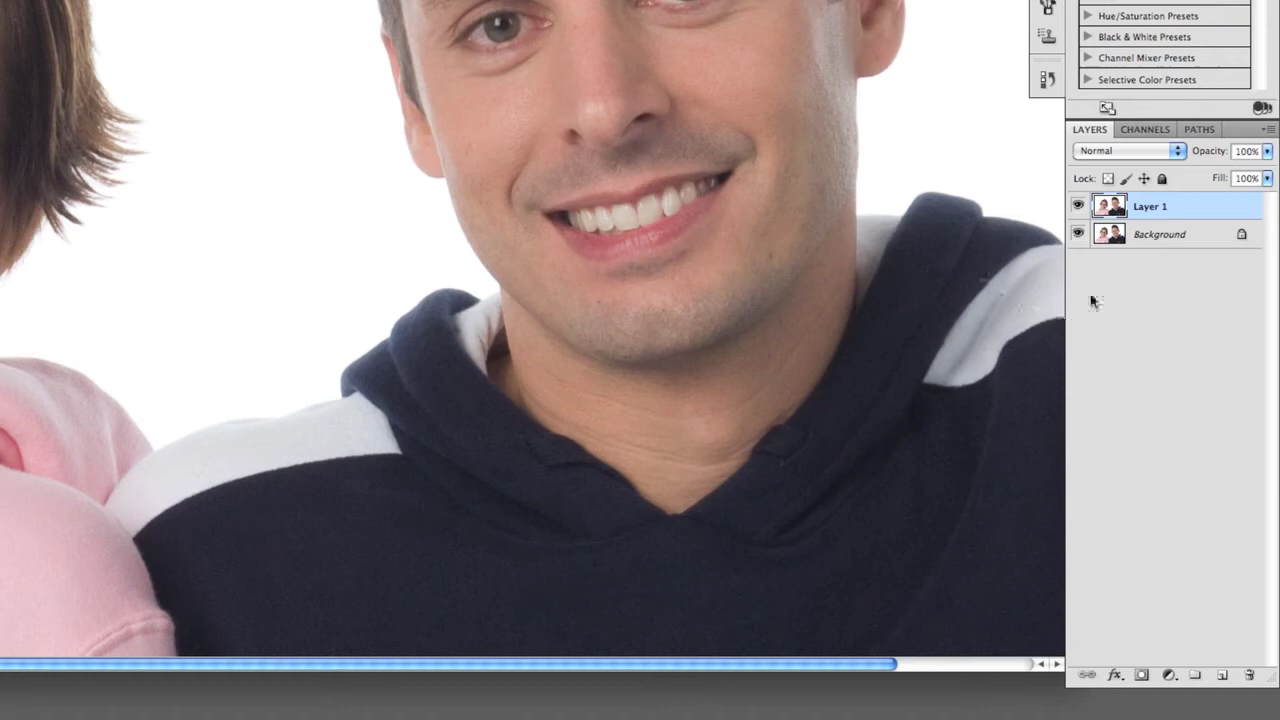 Hue/Saturation Presets
Black & White Presets
Channel Mixer Presets
Selective Color Presets
LAYERS CHANNELS PATHS
Normal Opacity: 100%
Lock: Fill: 100%
Layer 1
Background
fx.